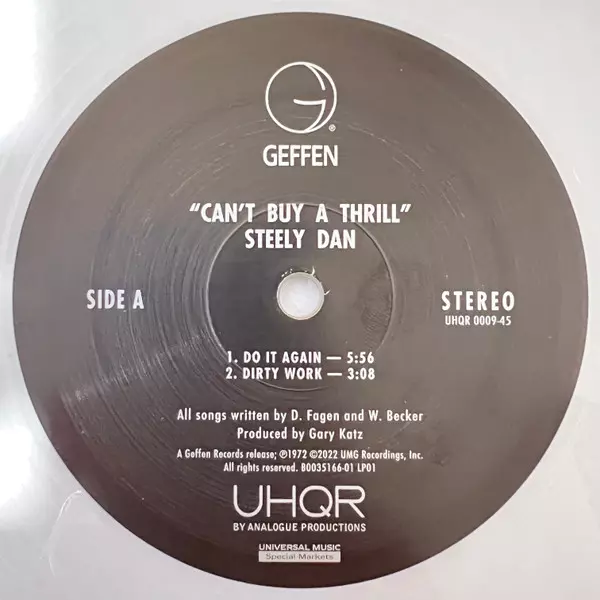 G
®
GEFFEN
"CAN'T BUY A THRILL"
STEELY DAN
SIDE A
STEREO
UHQR 0009-45
1. DO IT AGAIN — 5:56
2. DIRTY WORK — 3:08
All songs written by D. Fagen and W. Becker
Produced by Gary Katz
A Geffen Records release; ℗1972 ©2022 UMG Recordings, Inc.
All rights reserved. B0035166-01 LP01
UHQR
BY ANALOGUE PRODUCTIONS
UNIVERSAL MUSIC
Special Markets